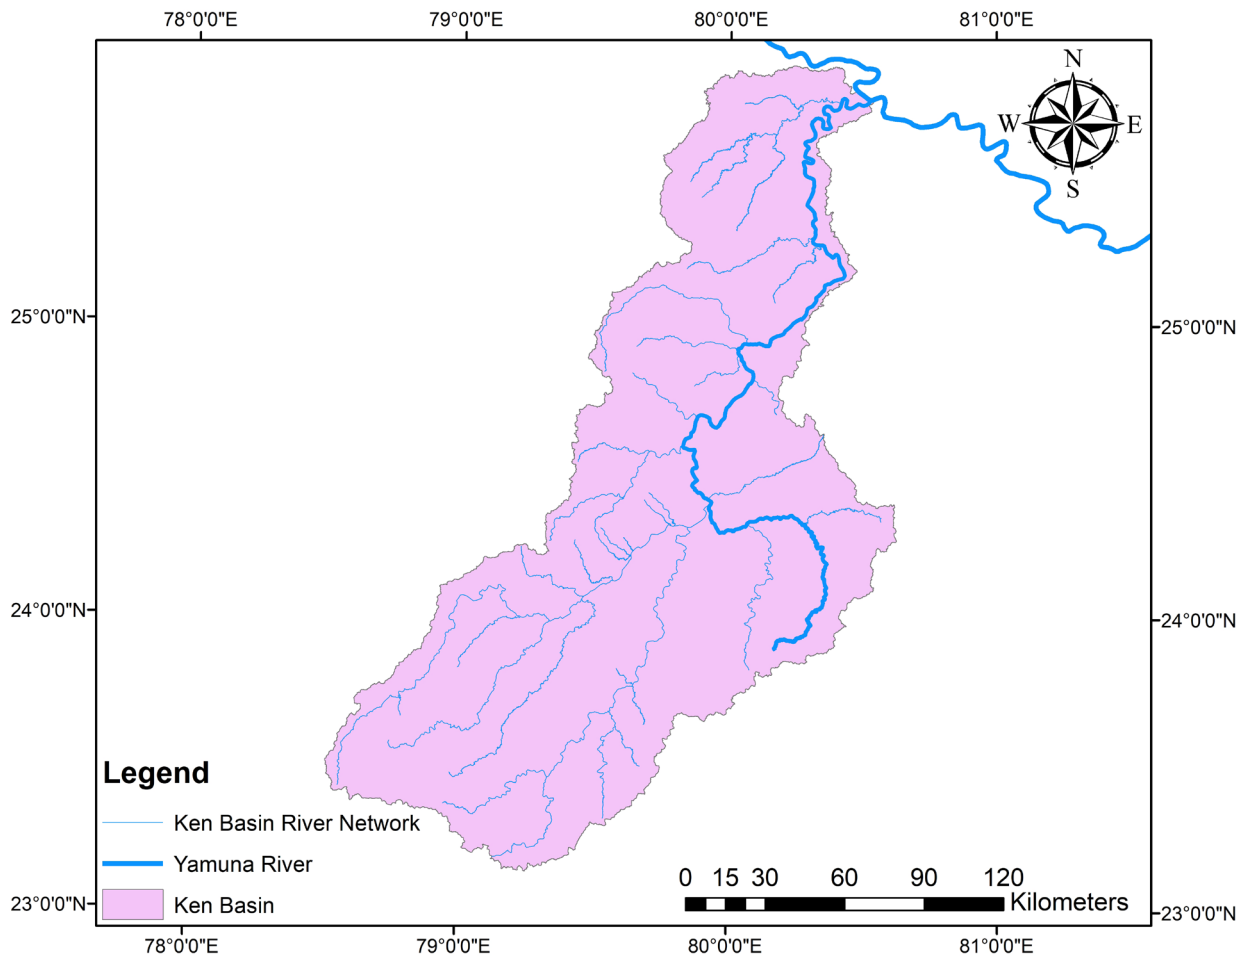 78°0'0"E 79°0'0"E 80°0'0"E 81°0'0"E
N
W E
S
25°0'0"N 25°0'0"N
24°0'0"N 24°0'0"N
Legend
Ken Basin River Network
Yamuna River
Ken Basin
0 15 30 60 90 120
Kilometers
23°0'0"N 23°0'0"N
78°0'0"E 79°0'0"E 80°0'0"E 81°0'0"E